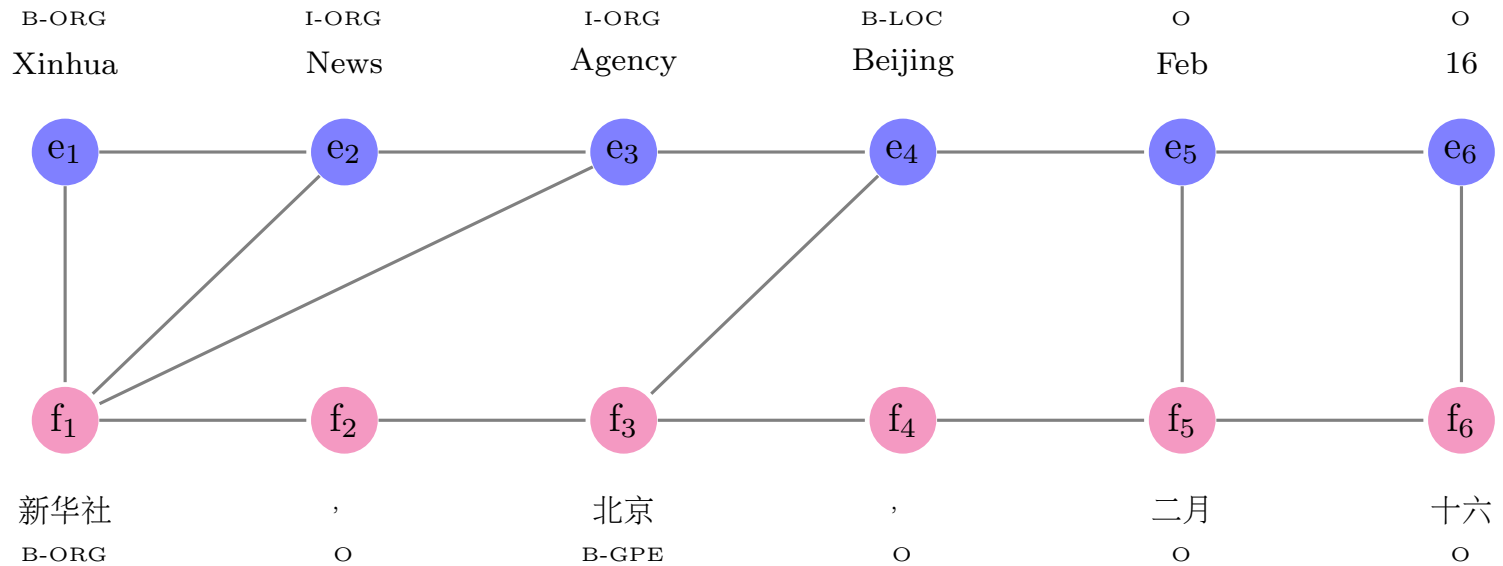 B-ORG I-ORG I-ORG B-LOC O O
Xinhua News Agency Beijing Feb 16
e1 e2 e3 e4 e5 e6
f1 f2 f3 f4 f5 f6
新华社 , 北京 , 二月 十六
B-ORG O B-GPE O O O